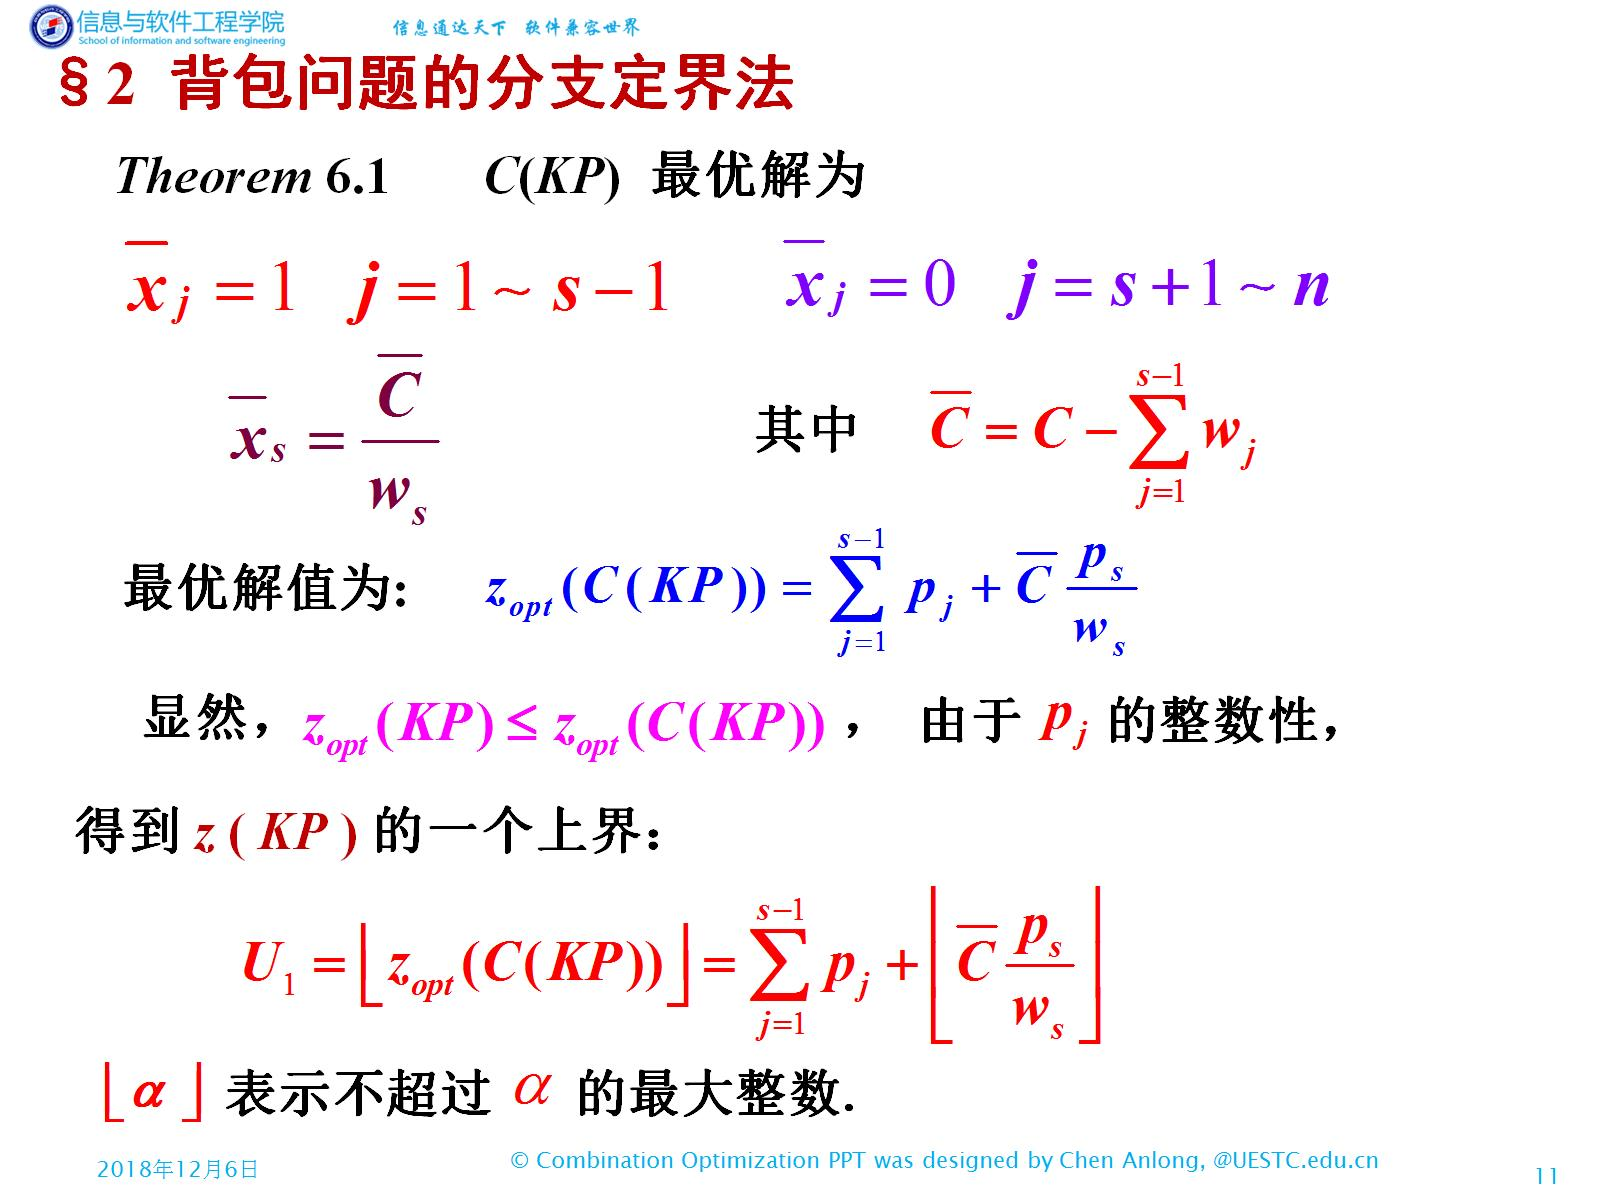 信息与软件工程学院 信息通达天下 软件兼容世界
School of information and software engineering
§2 背包问题的分支定界法
Theorem 6.1 C(KP) 最优解为
x̅_j = 1 j = 1 ~ s − 1 x̅_j = 0 j = s + 1 ~ n
x̅_s = C̅ / w_s 其中 C̅ = C − ∑_{j=1}^{s−1} w_j
最优解值为: z_opt (C(KP)) = ∑_{j=1}^{s−1} p_j + C̅ p_s / w_s
显然， z_opt (KP) ≤ z_opt (C(KP)) ， 由于 p_j 的整数性，
得到 z ( KP ) 的一个上界：
U_1 = ⌊ z_opt (C(KP)) ⌋ = ∑_{j=1}^{s−1} p_j + ⌊ C̅ p_s / w_s ⌋
⌊ α ⌋ 表示不超过 α 的最大整数.
2018年12月6日 © Combination Optimization PPT was designed by Chen Anlong, @UESTC.edu.cn 11